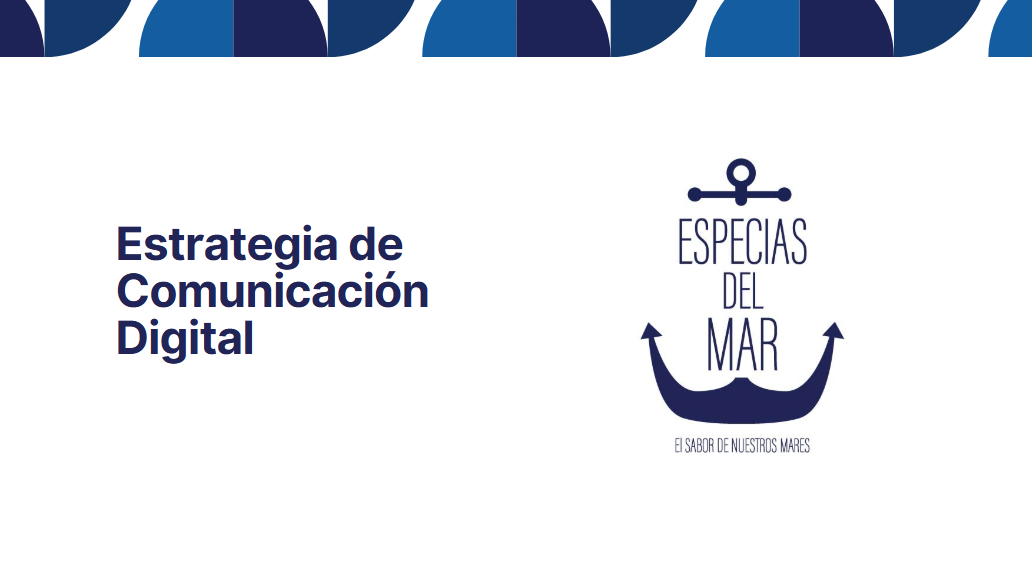 Estrategia de
Comunicación
Digital
ESPECIAS
DEL
MAR
El SABOR DE NUESTROS MARES